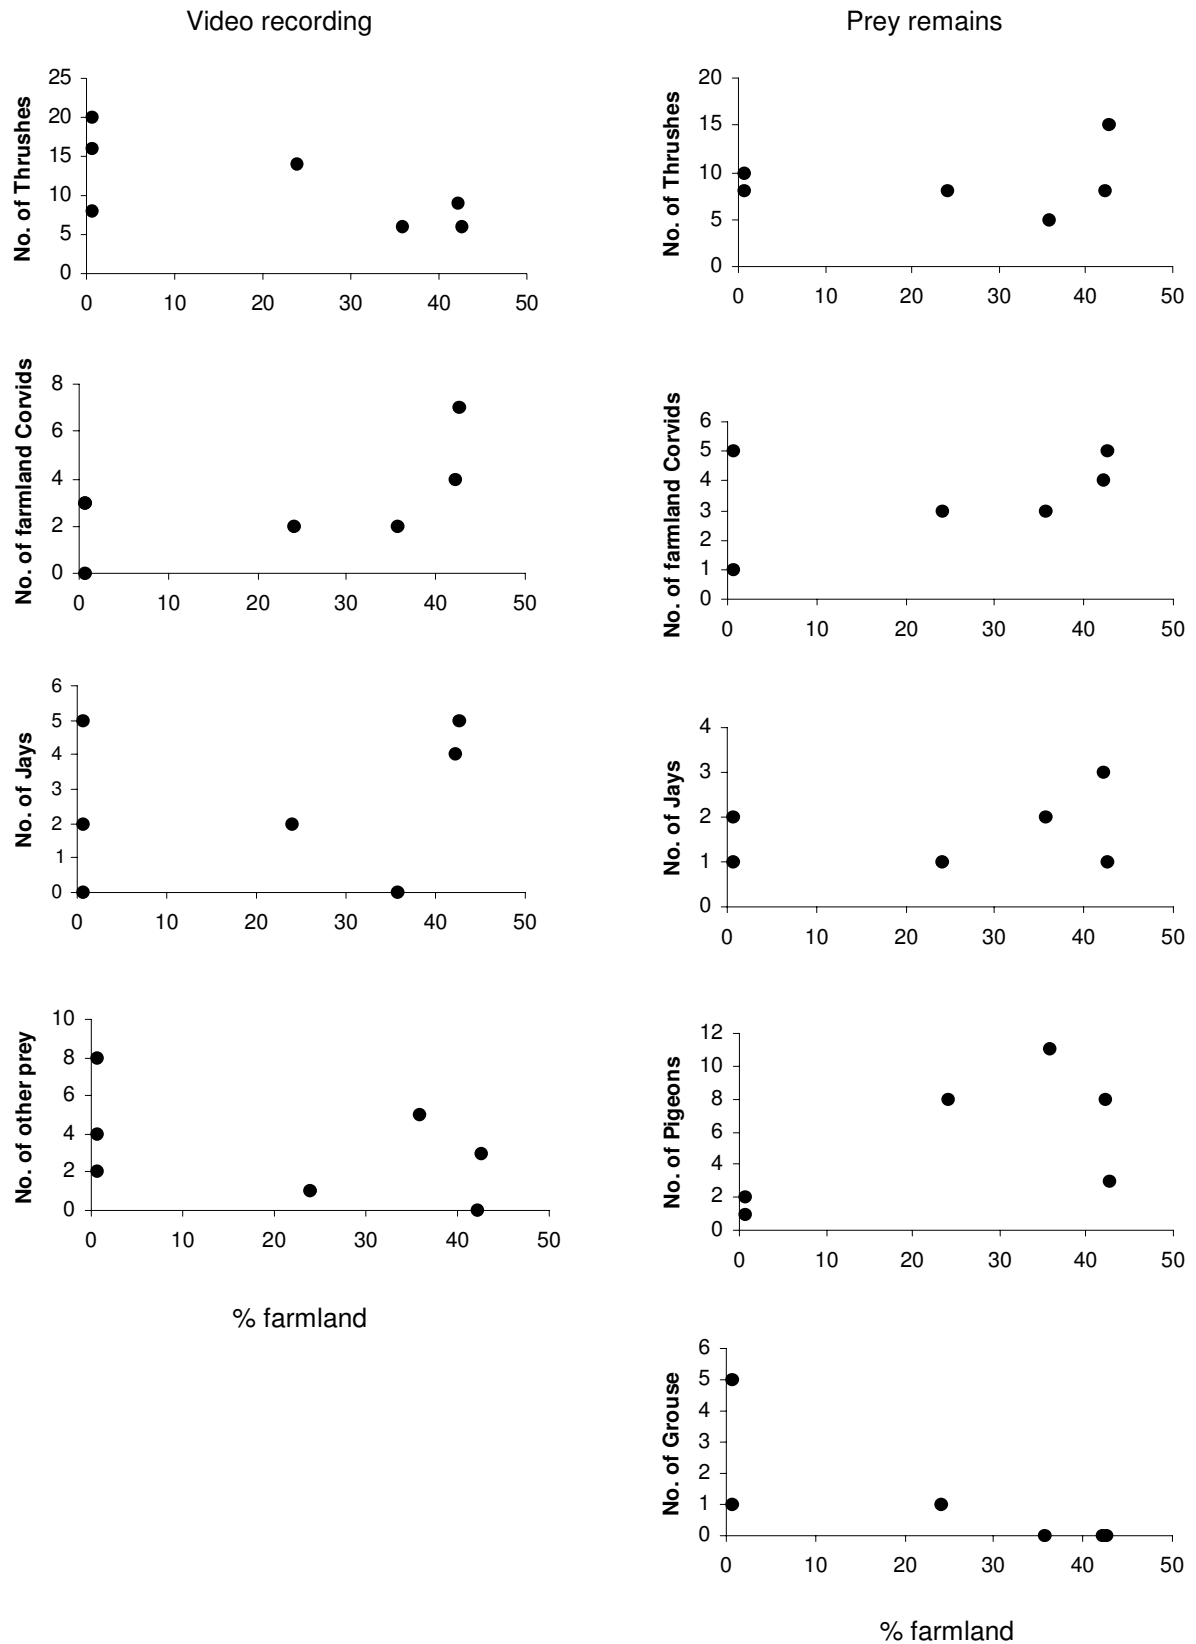 Video recording
No. of Thrushes
25
20
15
10
5
0
0 10 20 30 40 50
No. of farmland Corvids
8
6
4
2
0
0 10 20 30 40 50
No. of Jays
6
5
4
3
2
1
0
0 10 20 30 40 50
No. of other prey
10
8
6
4
2
0
0 10 20 30 40 50
% farmland
Prey remains
No. of Thrushes
20
15
10
5
0
0 10 20 30 40 50
No. of farmland Corvids
6
5
4
3
2
1
0
0 10 20 30 40 50
No. of Jays
4
3
2
1
0
0 10 20 30 40 50
No. of Pigeons
12
10
8
6
4
2
0
0 10 20 30 40 50
No. of Grouse
6
5
4
3
2
1
0
0 10 20 30 40 50
% farmland